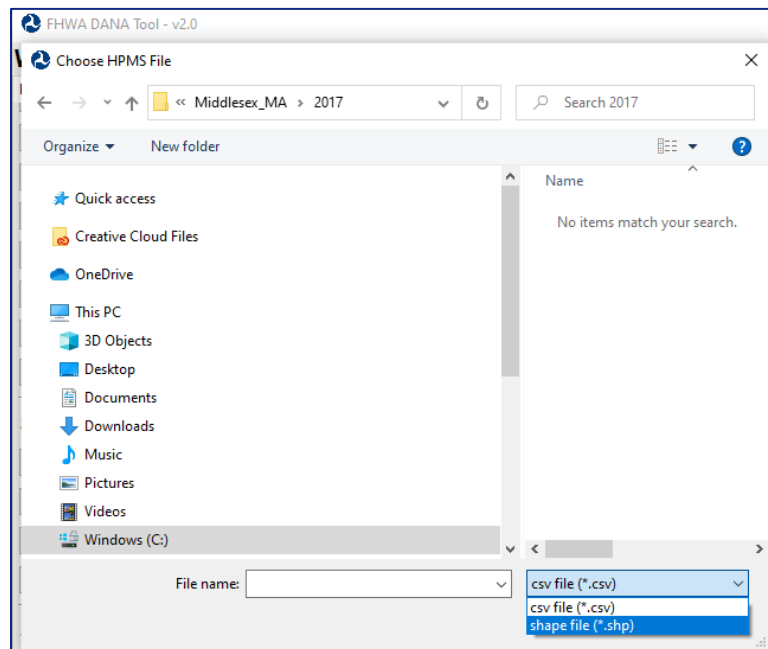 FHWA DANA Tool - v2.0
Choose HPMS File
« Middlesex_MA › 2017
Search 2017
Organize
New folder
Name
No items match your search.
Quick access
Creative Cloud Files
OneDrive
This PC
3D Objects
Desktop
Documents
Downloads
Music
Pictures
Videos
Windows (C:)
File name:
csv file (*.csv)
csv file (*.csv)
shape file (*.shp)